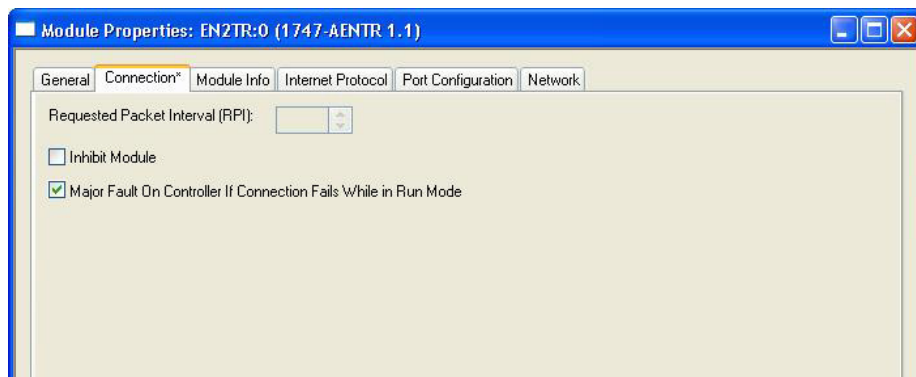 Module Properties: EN2TR:0 (1747-AENTR 1.1)
General Connection* Module Info Internet Protocol Port Configuration Network
Requested Packet Interval (RPI):
Inhibit Module
Major Fault On Controller If Connection Fails While in Run Mode